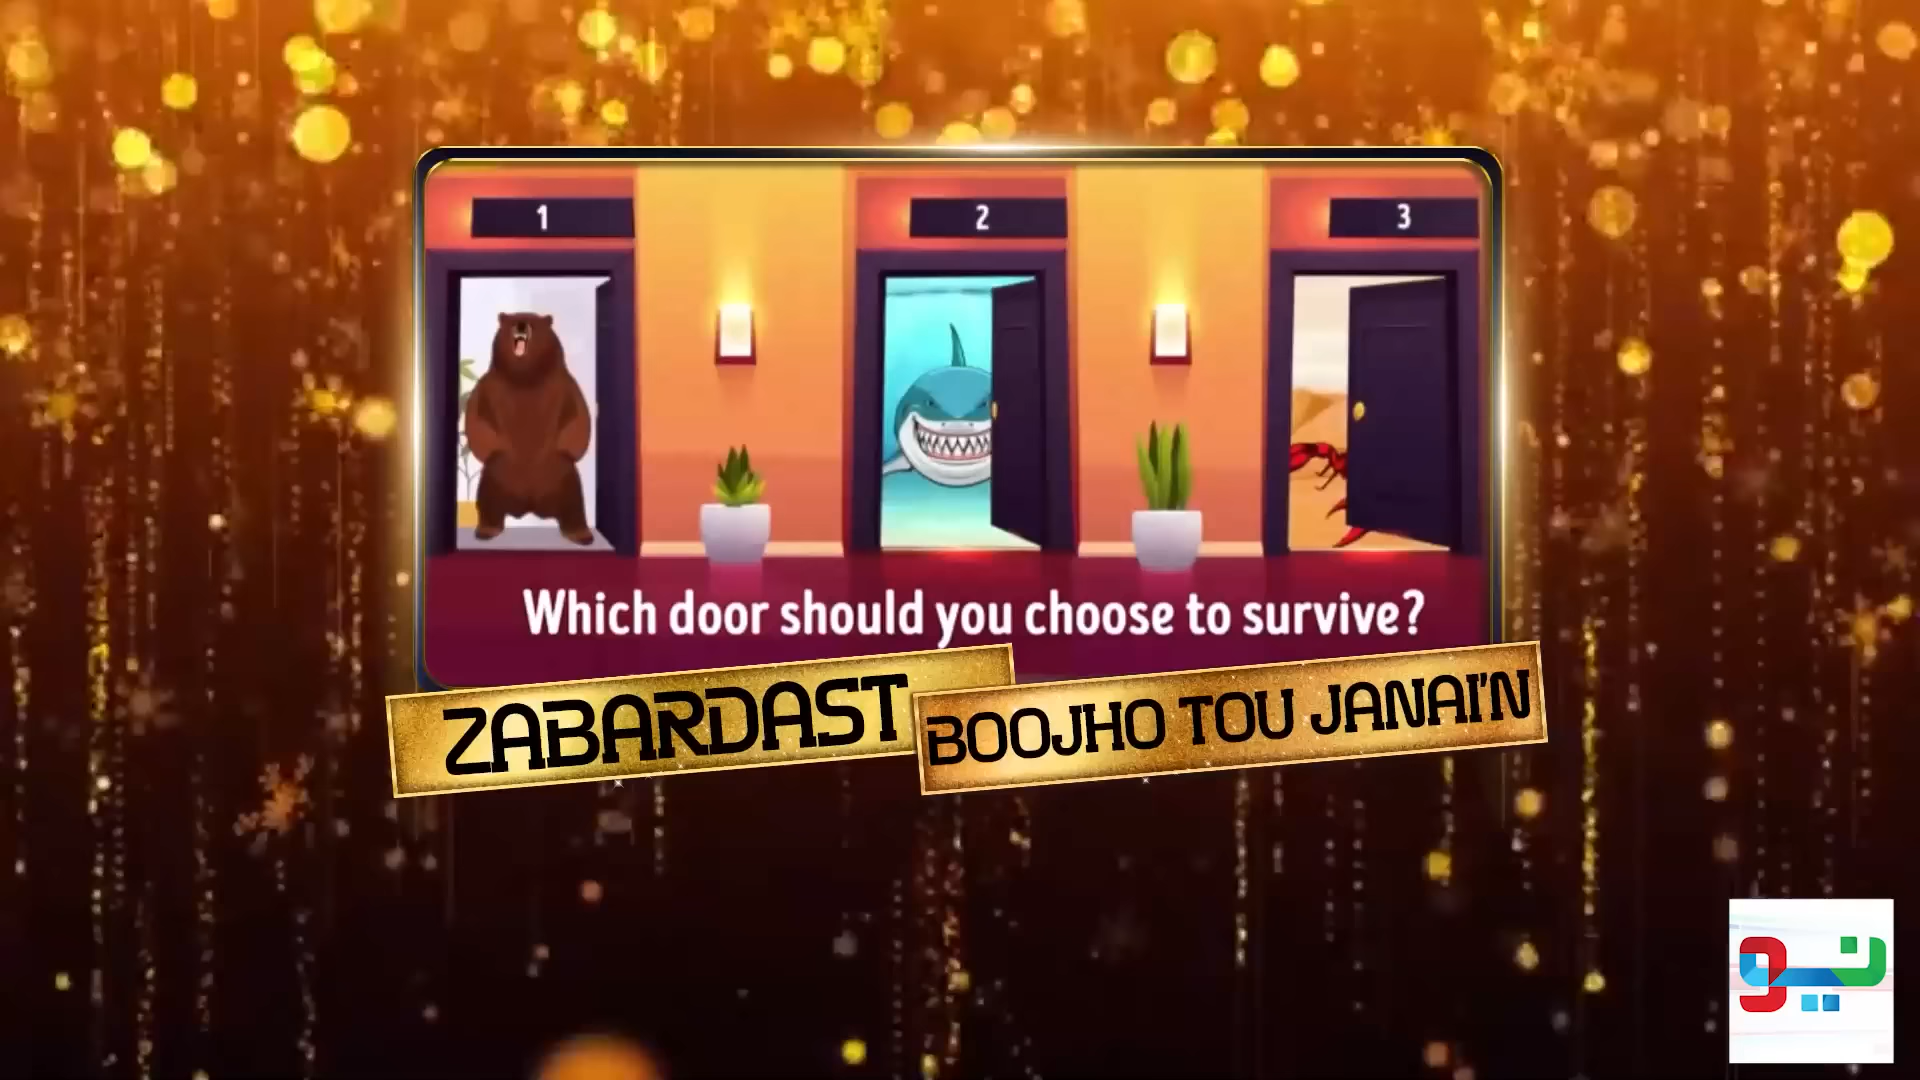 1
2
3
Which door should you choose to survive?
ZABARDAST
BOOJHO TOU JANAI'N
نیو